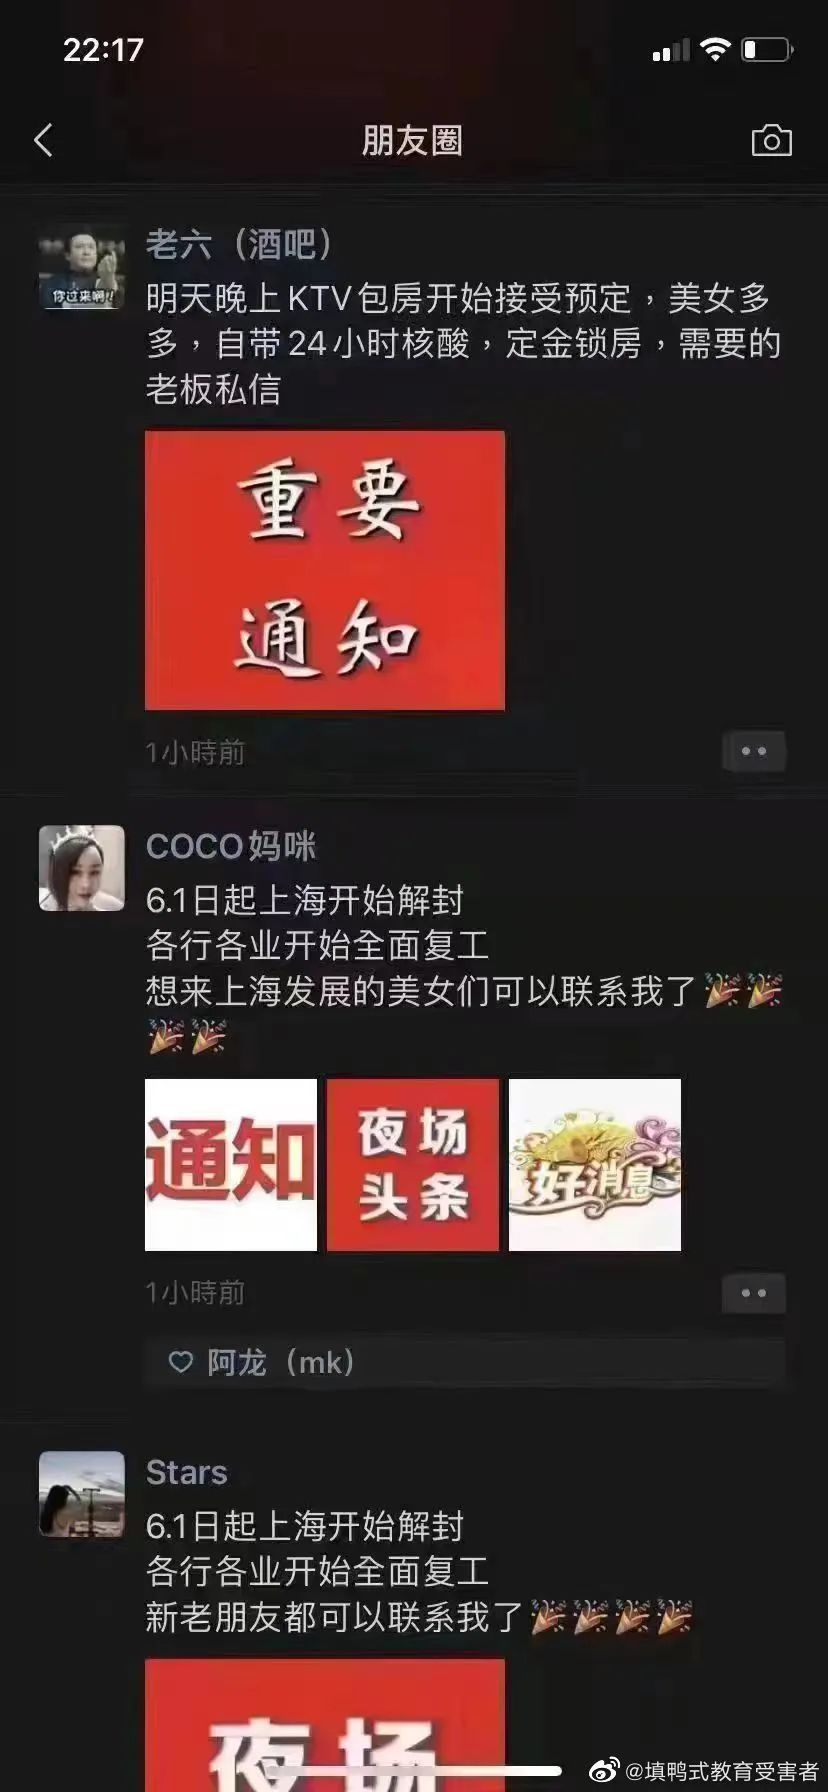 22:17
朋友圈
老六（酒吧）
你过来啊!
明天晚上KTV包房开始接受预定，美女多
多，自带24小时核酸，定金锁房，需要的
老板私信
重要
通知
1小時前
COCO妈咪
6.1日起上海开始解封
各行各业开始全面复工
想来上海发展的美女们可以联系我了🎉🎉
🎉🎉
通知
夜场
头条
好消息
1小時前
阿龙（mk）
Stars
6.1日起上海开始解封
各行各业开始全面复工
新老朋友都可以联系我了🎉🎉🎉🎉
夜场
@填鸭式教育受害者